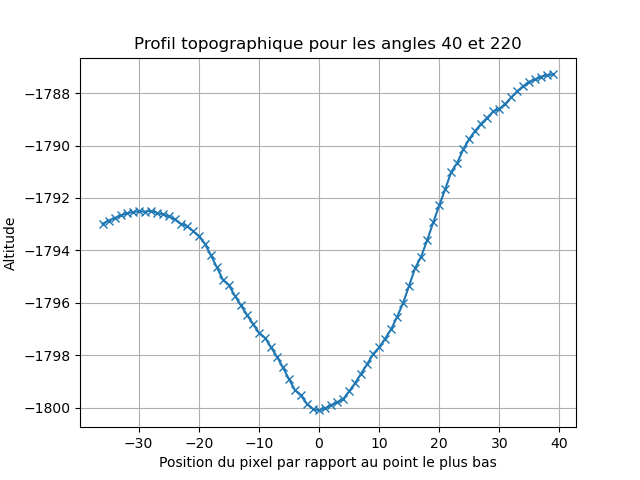 Profil topographique pour les angles 40 et 220
Altitude
−1788
−1790
−1792
−1794
−1796
−1798
−1800
−30 −20 −10 0 10 20 30 40
Position du pixel par rapport au point le plus bas